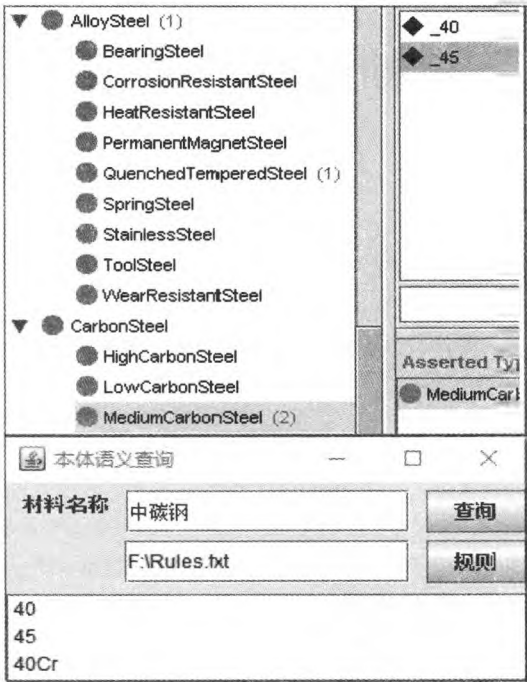 AlloySteel (1)
BearingSteel
CorrosionResistantSteel
HeatResistantSteel
PermanentMagnetSteel
QuenchedTemperedSteel (1)
SpringSteel
StainlessSteel
ToolSteel
WearResistantSteel
CarbonSteel
HighCarbonSteel
LowCarbonSteel
MediumCarbonSteel (2)
_40
_45
Asserted Ty
MediumCarb
本体语义查询
材料名称 中碳钢 查询
F:\Rules.txt 规则
40
45
40Cr